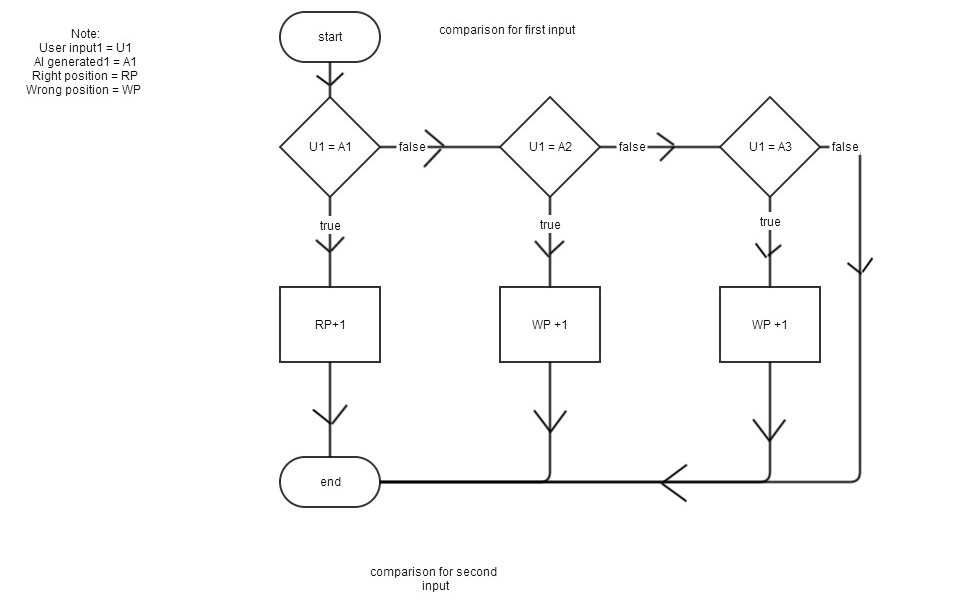 Note:
User input1 = U1
AI generated1 = A1
Right position = RP
Wrong position = WP
start
comparison for first input
U1 = A1
false
U1 = A2
false
U1 = A3
false
true
true
true
RP+1
WP +1
WP +1
end
comparison for second
input